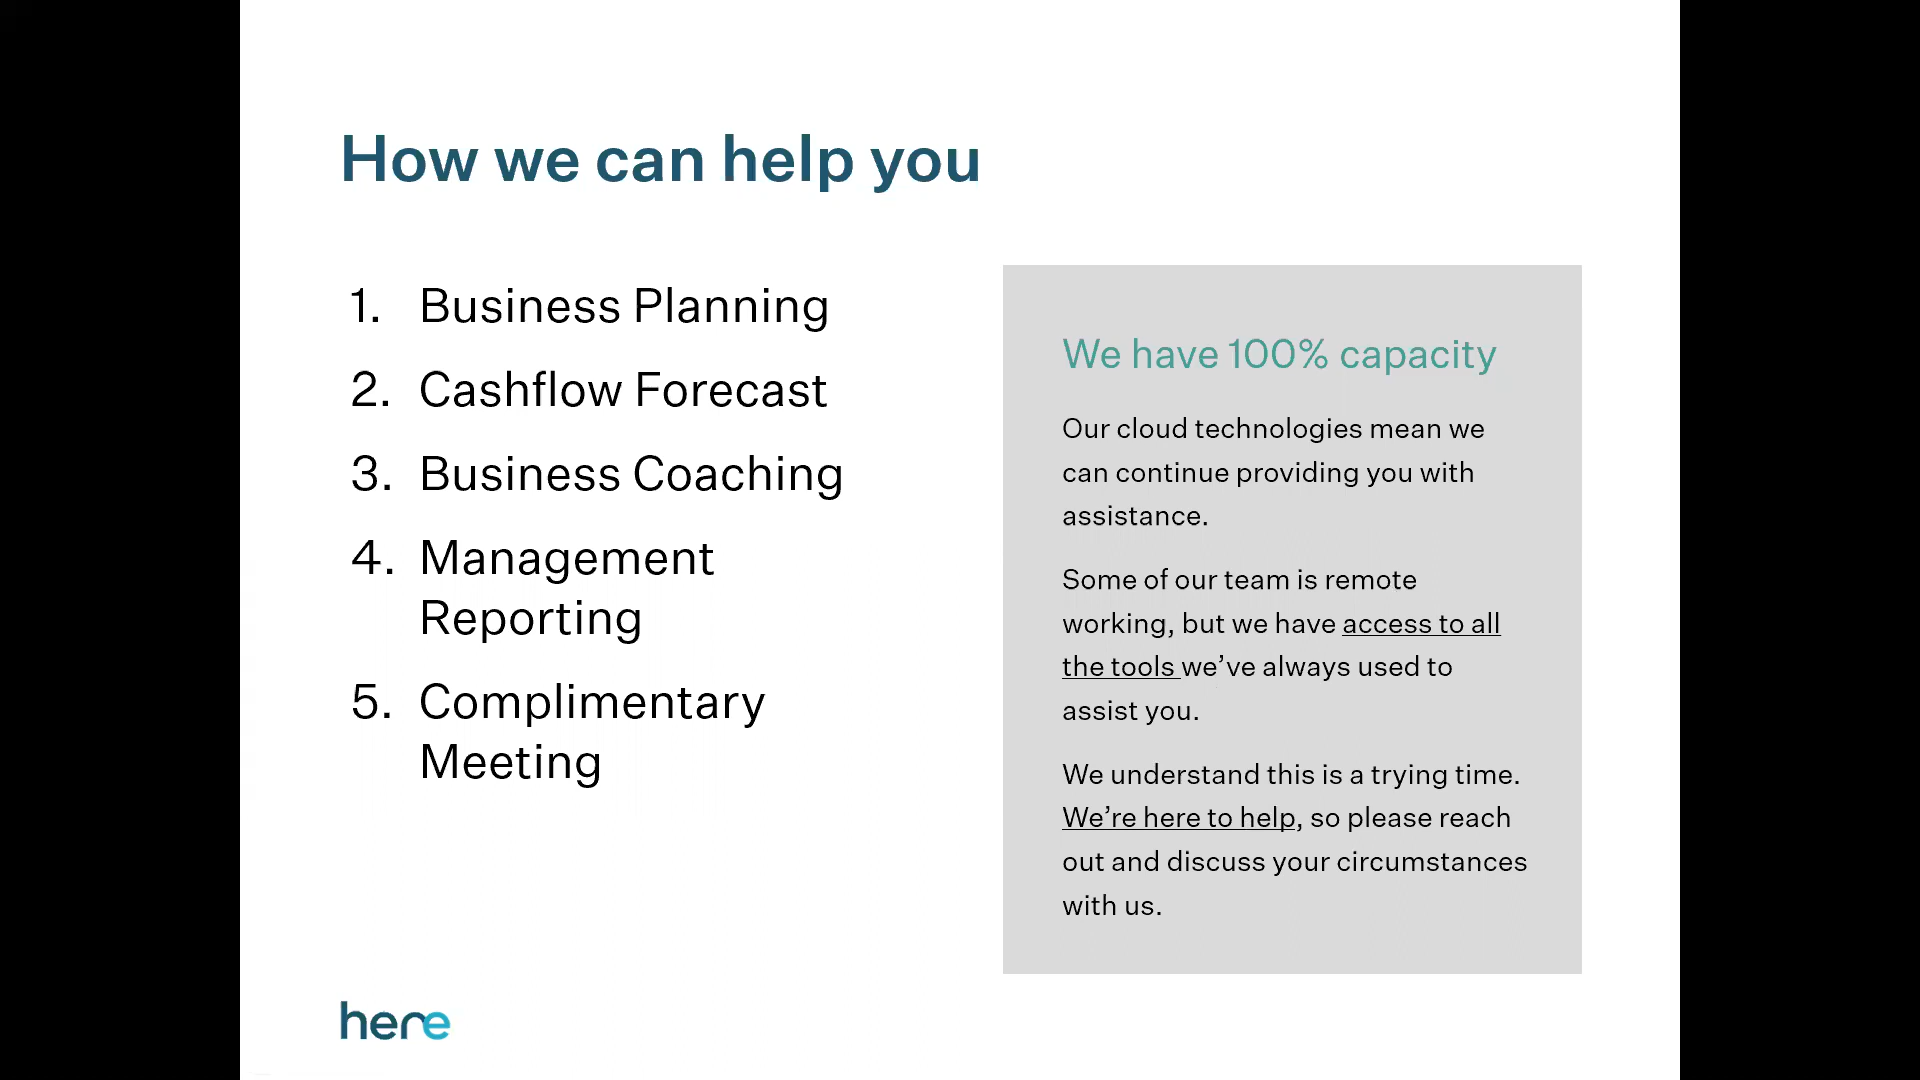 How we can help you
1. Business Planning
2. Cashflow Forecast
3. Business Coaching
4. Management
Reporting
5. Complimentary
Meeting
We have 100% capacity
Our cloud technologies mean we
can continue providing you with
assistance.
Some of our team is remote
working, but we have access to all
the tools we’ve always used to
assist you.
We understand this is a trying time.
We’re here to help, so please reach
out and discuss your circumstances
with us.
here